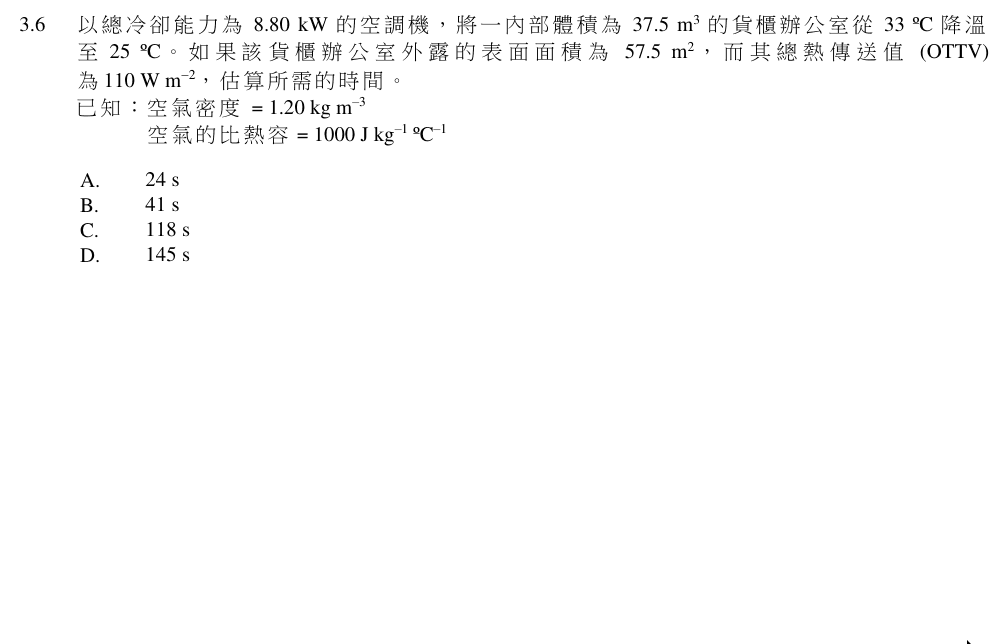 3.6 以總冷卻能力為 8.80 kW 的空調機，將一內部體積為 37.5 m³ 的貨櫃辦公室從 33 ºC 降溫
至 25 ºC。如果該貨櫃辦公室外露的表面面積為 57.5 m²，而其總熱傳送值 (OTTV)
為 110 W m⁻²，估算所需的時間。
已知：空氣密度 = 1.20 kg m⁻³
空氣的比熱容 = 1000 J kg⁻¹ ºC⁻¹
A. 24 s
B. 41 s
C. 118 s
D. 145 s